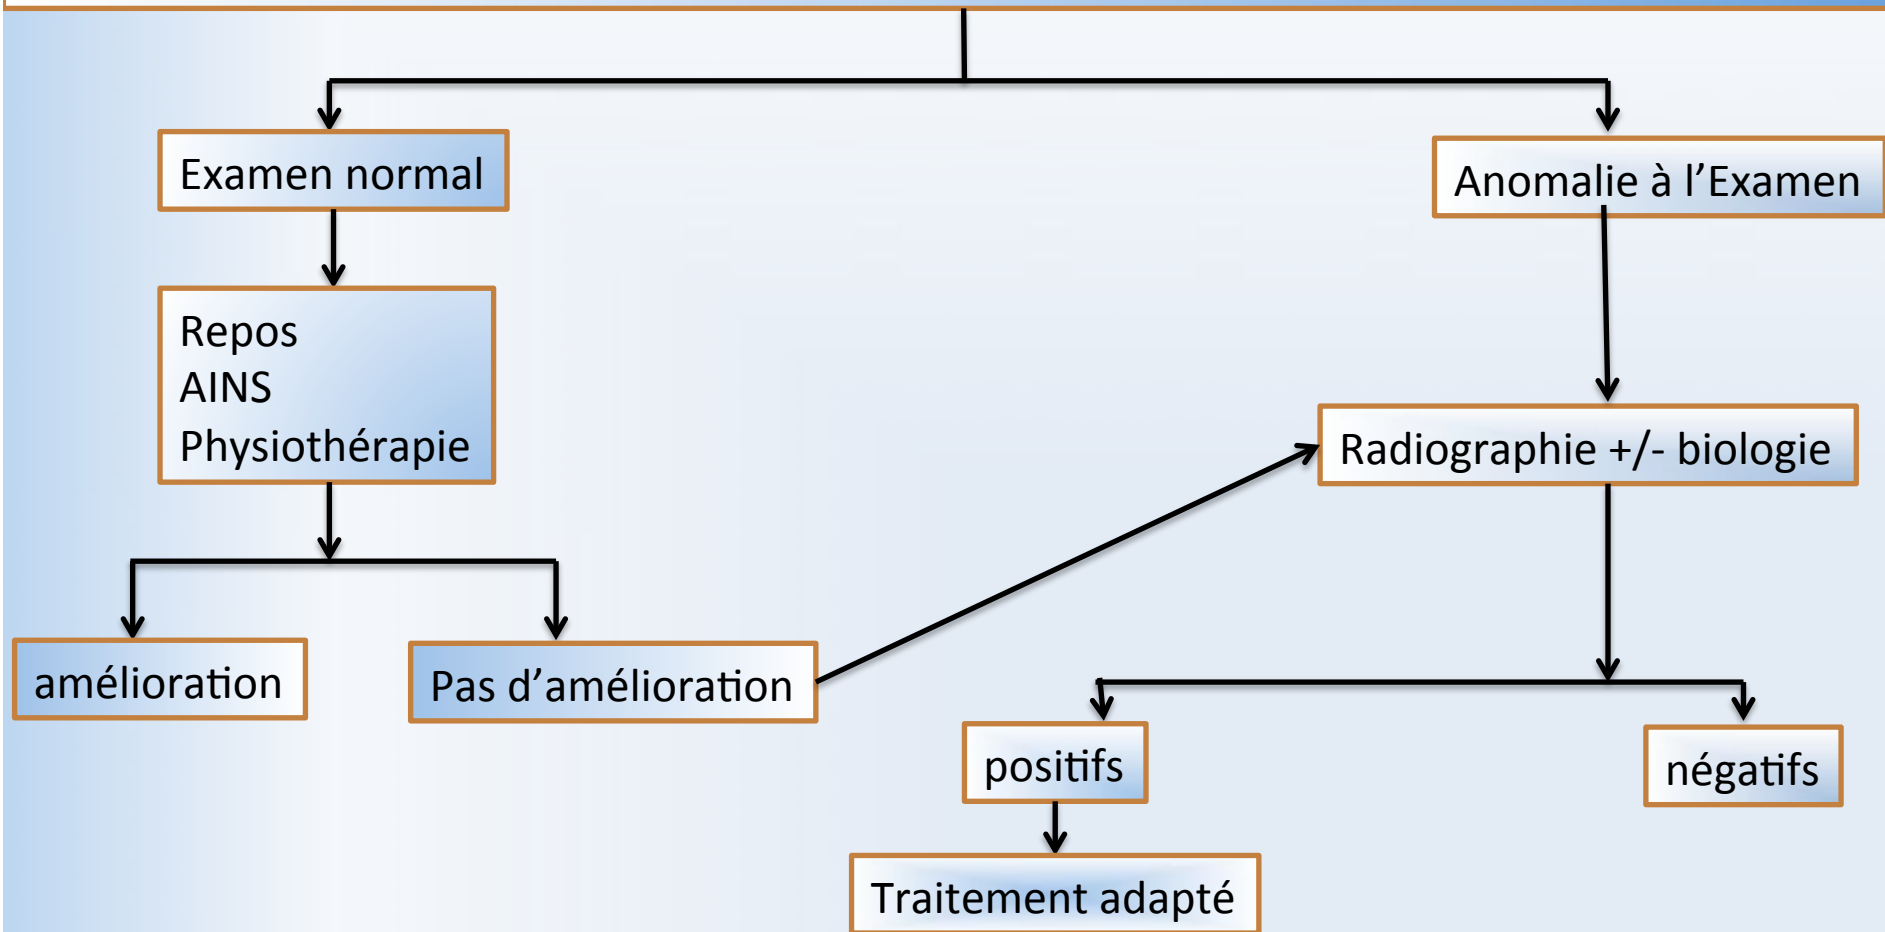 Examen normal
Anomalie à l’Examen
Repos
AINS
Physiothérapie
Radiographie +/- biologie
amélioration
Pas d’amélioration
positifs
négatifs
Traitement adapté